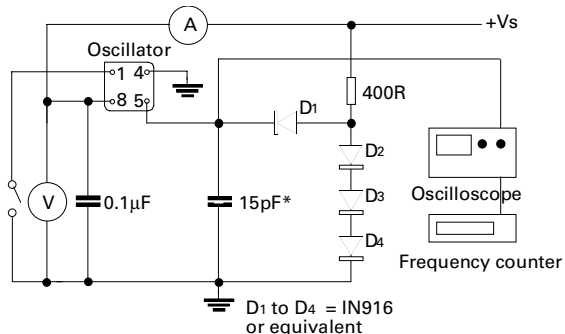 A
+Vs
Oscillator
1 4
8 5
400R
D1
D2
D3
D4
V
0.1µF
15pF*
Oscilloscope
Frequency counter
D1 to D4 = IN916
or equivalent